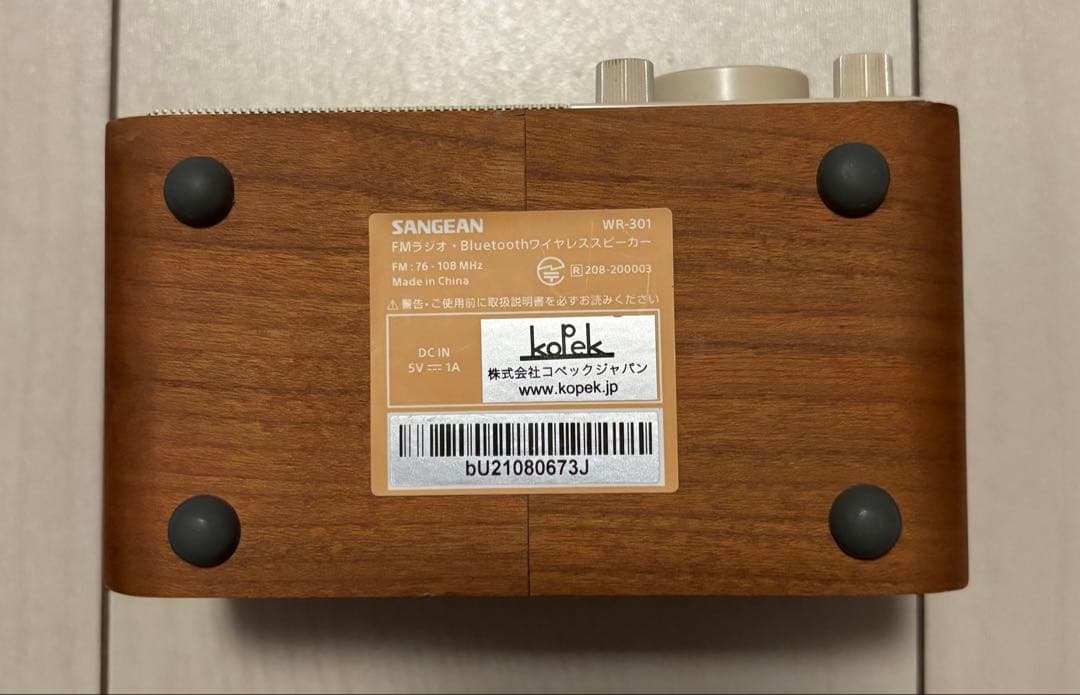 SANGEAN WR-301
FMラジオ・Bluetoothワイヤレススピーカー
FM : 76 - 108 MHz
R 208-200003
Made in China
⚠ 警告・ご使用前に取扱説明書を必ずお読みください
DC IN
5V ⎓ 1A
kopek
株式会社コペックジャパン
www.kopek.jp
bU21080673J